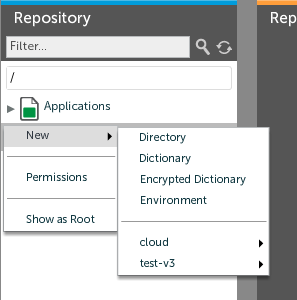 Repository
Rep
Filter...
/
Applications
New
Permissions
Show as Root
Directory
Dictionary
Encrypted Dictionary
Environment
cloud
test-v3